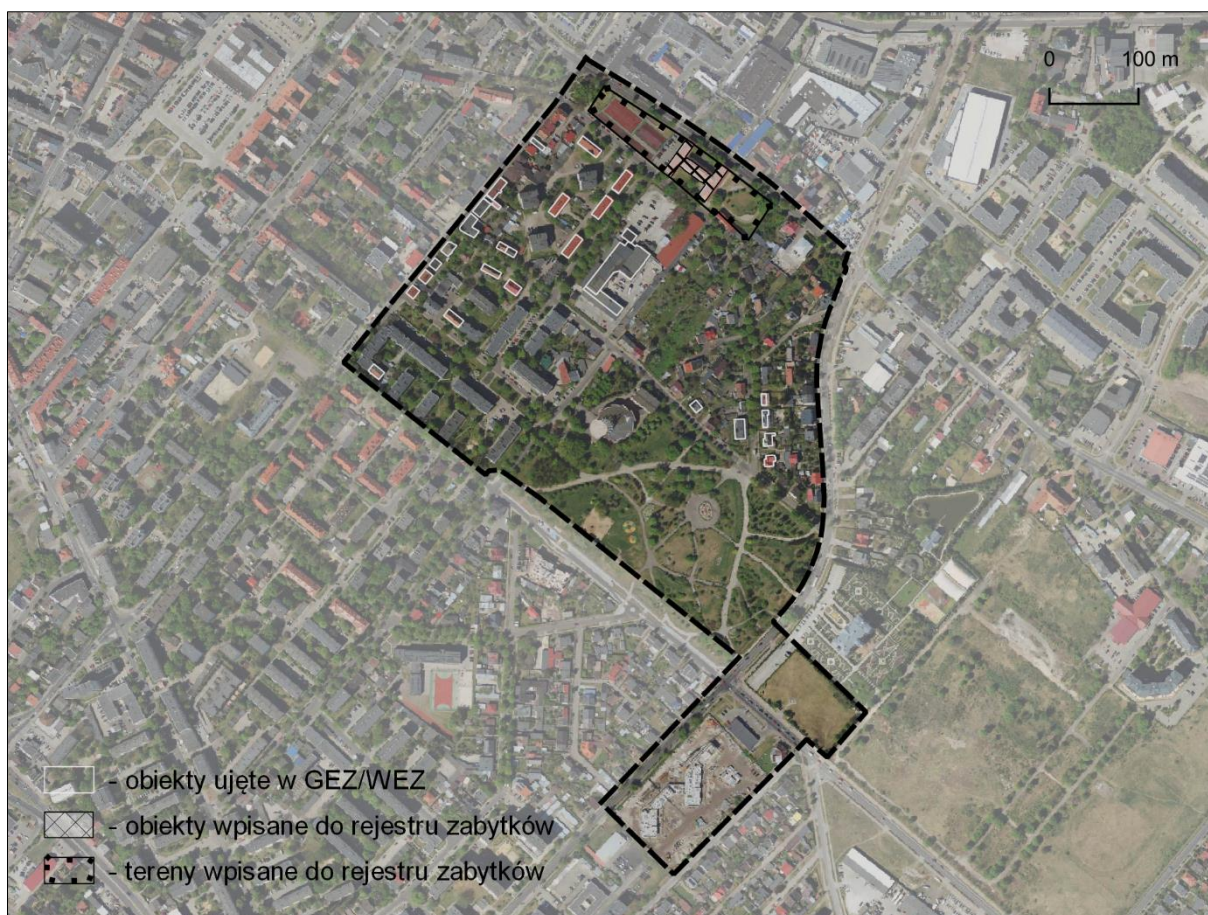 0 100 m
- obiekty ujęte w GEZ/WEZ
- obiekty wpisane do rejestru zabytków
- tereny wpisane do rejestru zabytków